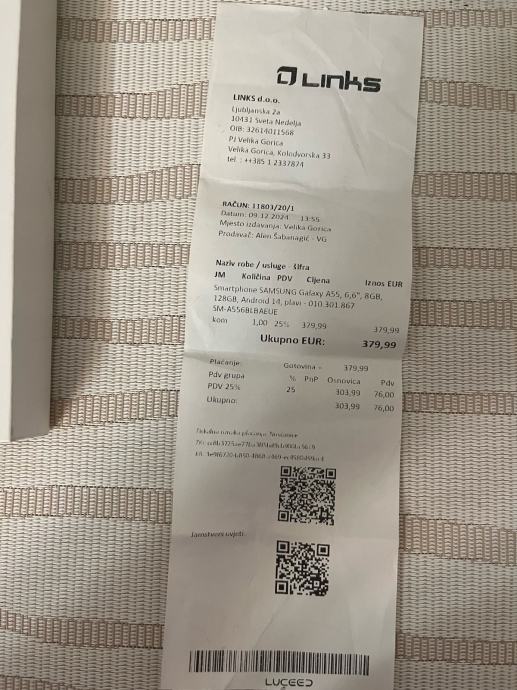 Links
LINKS d.o.o.
Ljubljanska 2a
10431 Sveta Nedelja
OIB: 32614011568
PJ Velika Gorica
Velika Gorica, Kolodvorska 33
tel. : ++385 1 2337874
RAČUN: 11803/20/1
Datum: 09.12.2024 13:55
Mjesto izdavanja: Velika Gorica
Prodavač: Alen Šabanagić - VG
Naziv robe / usluge - šifra
JM Količina PDV Cijena Iznos EUR
Smartphone SAMSUNG Galaxy A55, 6,6", 8GB,
128GB, Android 14, plavi - 010.301.867
SM-A556BLBAEUE
kom 1,00 25% 379,99 379,99
Ukupno EUR: 379,99
Plaćanje: Gotovina - 379,99
Pdv grupa % PnP Osnovica Pdv
PDV 25% 25 303,99 76,00
Ukupno: 303,99 76,00
Jamstveni uvjeti:
LUCEED